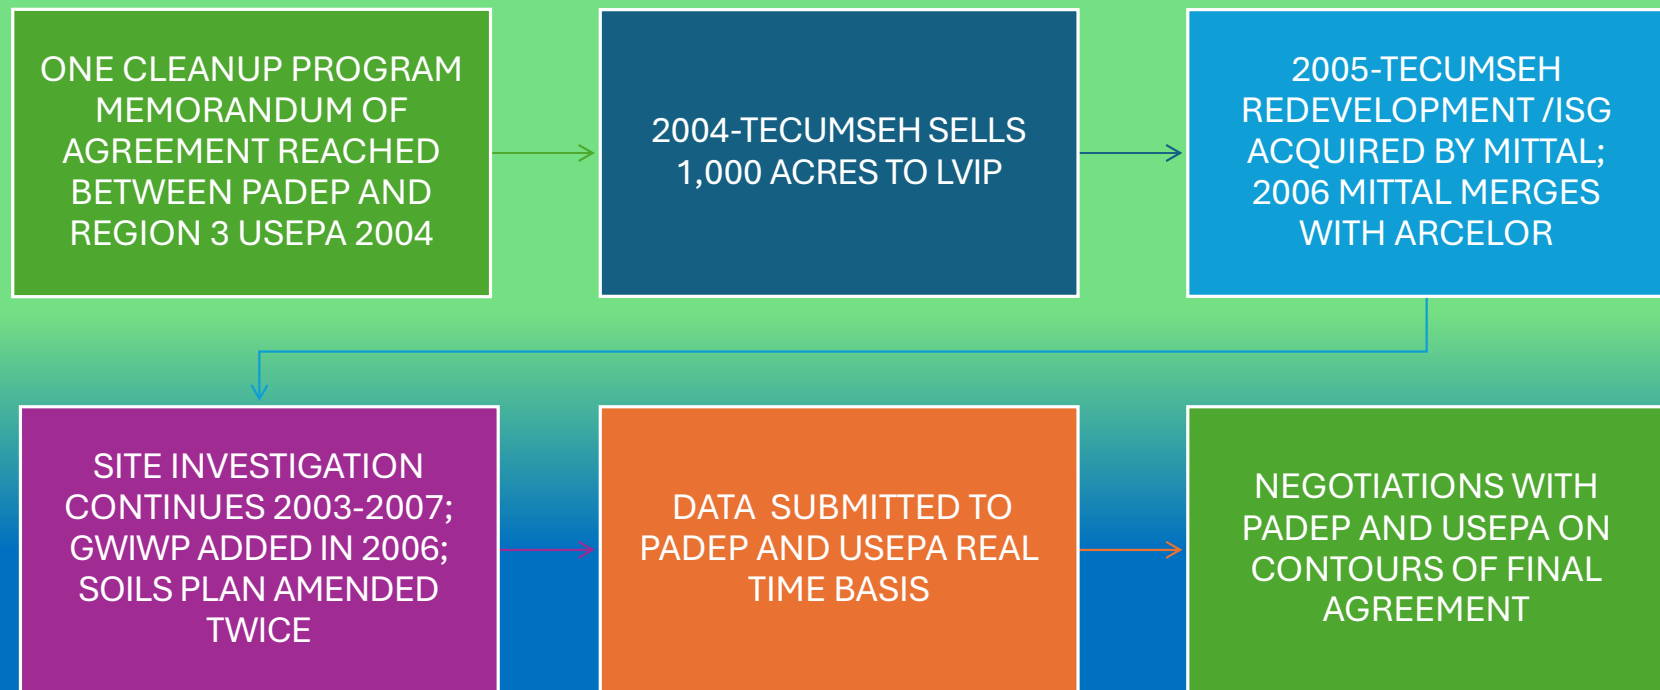 ONE CLEANUP PROGRAM
MEMORANDUM OF
AGREEMENT REACHED
BETWEEN PADEP AND
REGION 3 USEPA 2004
2004-TECUMSEH SELLS
1,000 ACRES TO LVIP
2005-TECUMSEH
REDEVELOPMENT /ISG
ACQUIRED BY MITTAL;
2006 MITTAL MERGES
WITH ARCELOR
SITE INVESTIGATION
CONTINUES 2003-2007;
GWIWP ADDED IN 2006;
SOILS PLAN AMENDED
TWICE
DATA SUBMITTED TO
PADEP AND USEPA REAL
TIME BASIS
NEGOTIATIONS WITH
PADEP AND USEPA ON
CONTOURS OF FINAL
AGREEMENT